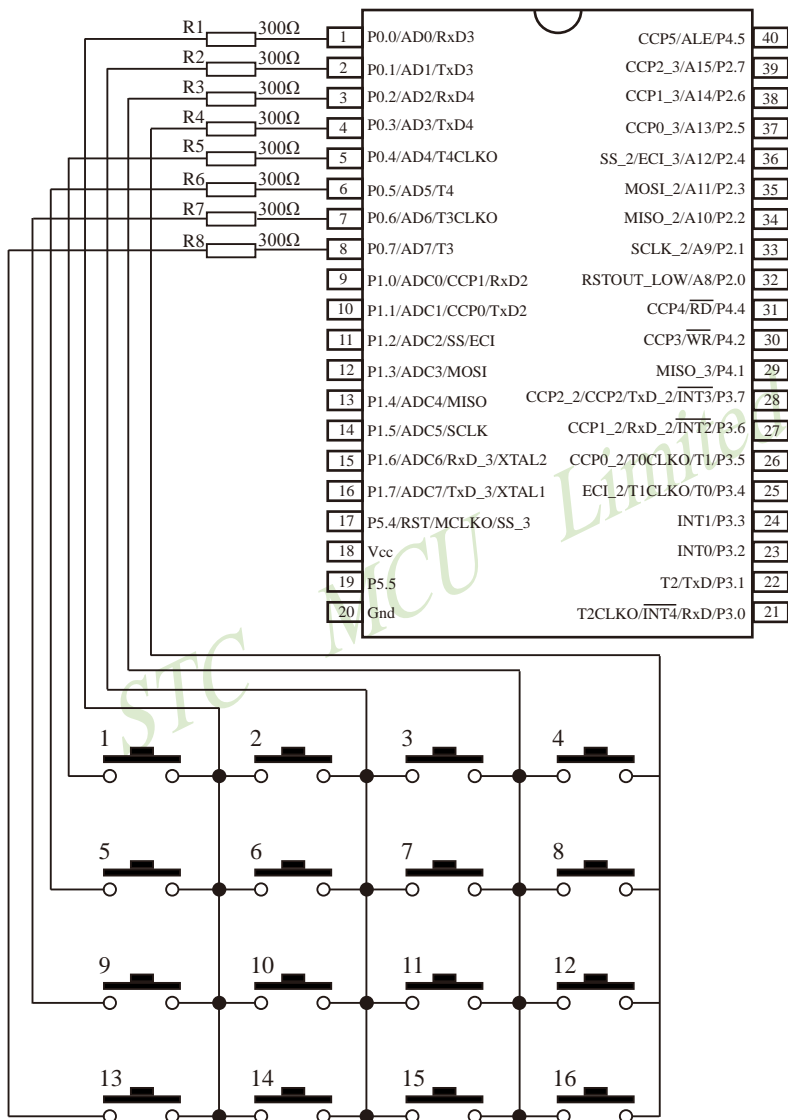 R1 300Ω 1 P0.0/AD0/RxD3 CCP5/ALE/P4.5 40
R2 300Ω 2 P0.1/AD1/TxD3 CCP2_3/A15/P2.7 39
R3 300Ω 3 P0.2/AD2/RxD4 CCP1_3/A14/P2.6 38
R4 300Ω 4 P0.3/AD3/TxD4 CCP0_3/A13/P2.5 37
R5 300Ω 5 P0.4/AD4/T4CLKO SS_2/ECI_3/A12/P2.4 36
R6 300Ω 6 P0.5/AD5/T4 MOSI_2/A11/P2.3 35
R7 300Ω 7 P0.6/AD6/T3CLKO MISO_2/A10/P2.2 34
R8 300Ω 8 P0.7/AD7/T3 SCLK_2/A9/P2.1 33
9 P1.0/ADC0/CCP1/RxD2 RSTOUT_LOW/A8/P2.0 32
10 P1.1/ADC1/CCP0/TxD2 CCP4/RD/P4.4 31
11 P1.2/ADC2/SS/ECI CCP3/WR/P4.2 30
12 P1.3/ADC3/MOSI MISO_3/P4.1 29
13 P1.4/ADC4/MISO CCP2_2/CCP2/TxD_2/INT3/P3.7 28
14 P1.5/ADC5/SCLK CCP1_2/RxD_2/INT2/P3.6 27
15 P1.6/ADC6/RxD_3/XTAL2 CCP0_2/T0CLKO/T1/P3.5 26
16 P1.7/ADC7/TxD_3/XTAL1 ECI_2/T1CLKO/T0/P3.4 25
17 P5.4/RST/MCLKO/SS_3 INT1/P3.3 24
18 Vcc INT0/P3.2 23
19 P5.5 T2/TxD/P3.1 22
20 Gnd T2CLKO/INT4/RxD/P3.0 21
STC MCU Limited
1 2 3 4
5 6 7 8
9 10 11 12
13 14 15 16